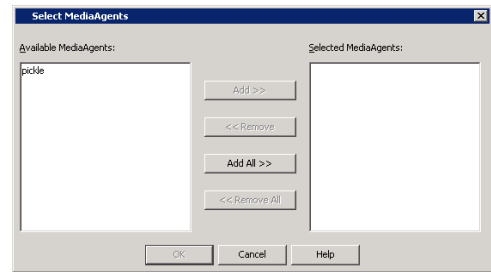 Select MediaAgents
Available MediaAgents:
Selected MediaAgents:
pickle
Add >>
<< Remove
Add All >>
<< Remove All
OK
Cancel
Help